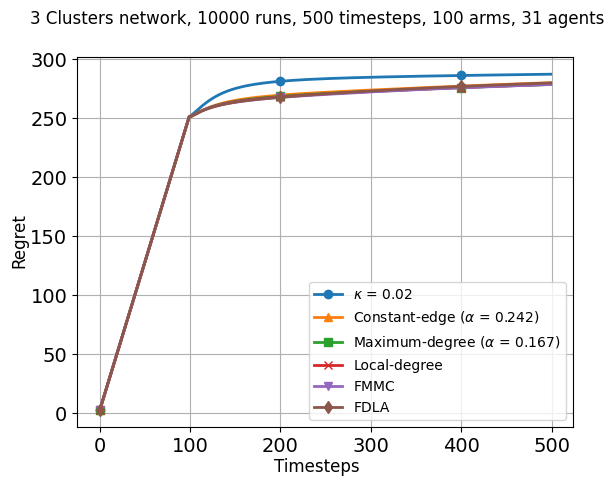 3 Clusters network, 10000 runs, 500 timesteps, 100 arms, 31 agents
300
250
200
150
100
50
0
Regret
κ = 0.02
Constant-edge (α = 0.242)
Maximum-degree (α = 0.167)
Local-degree
FMMC
FDLA
0 100 200 300 400 500
Timesteps